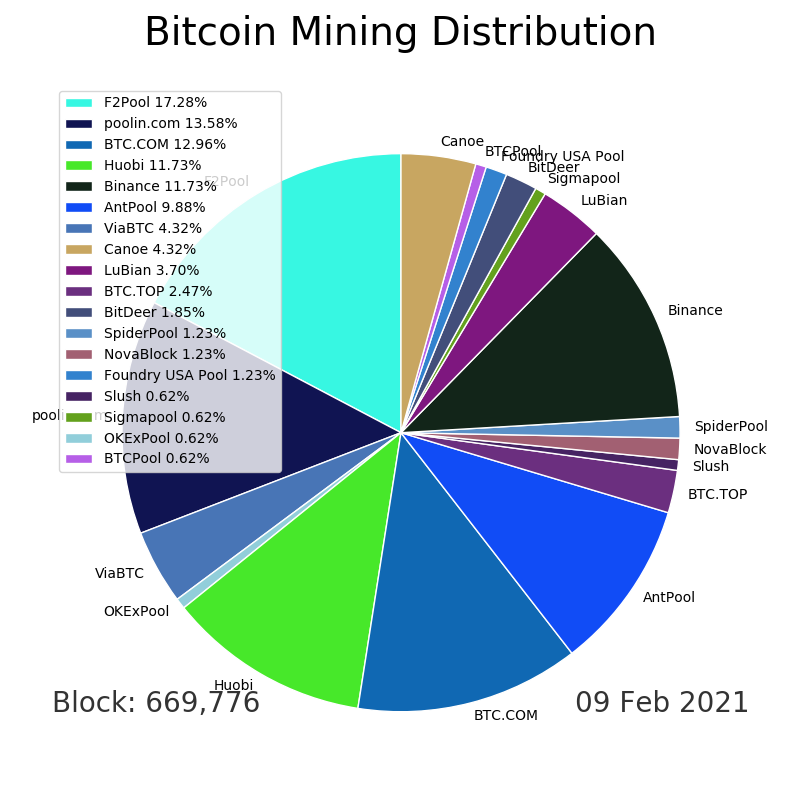 Bitcoin Mining Distribution
F2Pool 17.28%
poolin.com 13.58%
BTC.COM 12.96%
Huobi 11.73%
Binance 11.73%
AntPool 9.88%
ViaBTC 4.32%
Canoe 4.32%
LuBian 3.70%
BTC.TOP 2.47%
BitDeer 1.85%
SpiderPool 1.23%
NovaBlock 1.23%
Foundry USA Pool 1.23%
Slush 0.62%
Sigmapool 0.62%
OKExPool 0.62%
BTCPool 0.62%
Canoe
BTCPool
Foundry USA Pool
BitDeer
Sigmapool
LuBian
Binance
SpiderPool
NovaBlock
Slush
BTC.TOP
AntPool
BTC.COM
Huobi
OKExPool
ViaBTC
poolin.com
F2Pool
Block: 669,776
09 Feb 2021